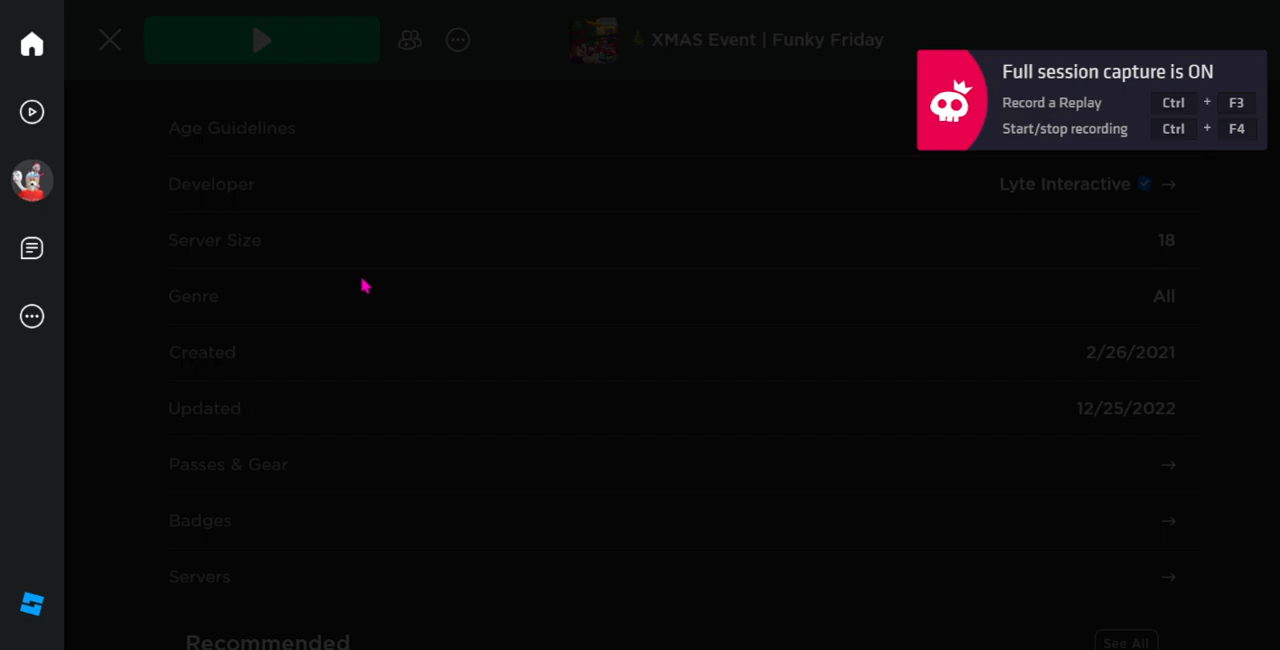 XMAS Event | Funky Friday
Full session capture is ON
Record a Replay Ctrl + F3
Start/stop recording Ctrl + F4
Age Guidelines
Developer Lyte Interactive
Server Size 18
Genre All
Created 2/26/2021
Updated 12/25/2022
Passes & Gear
Badges
Servers
Recommended See All